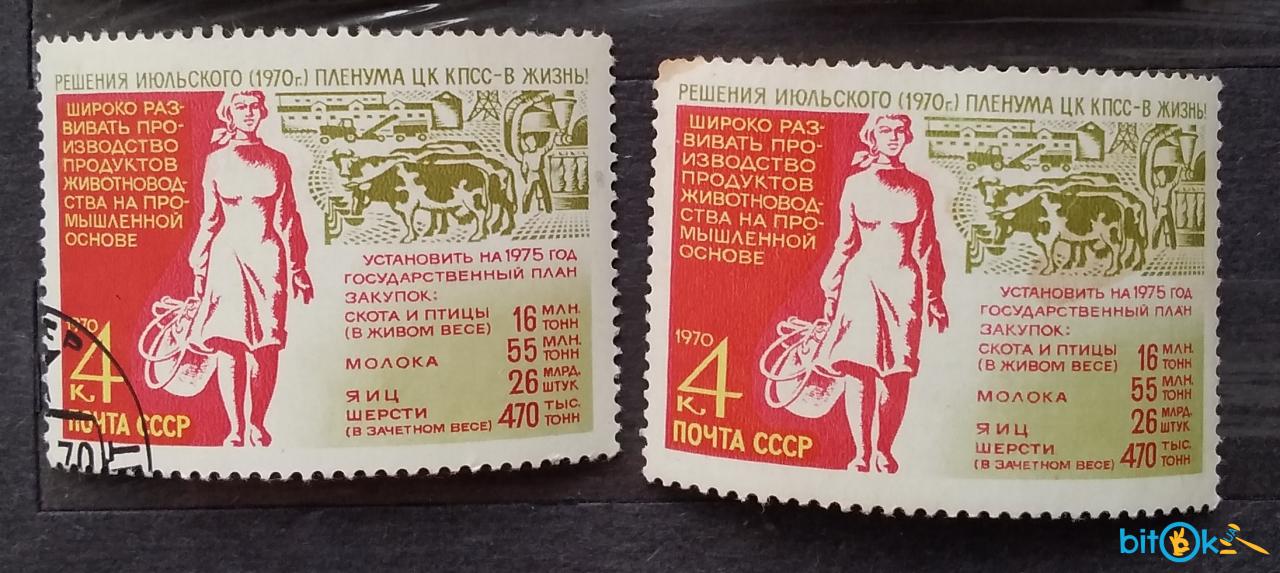 РЕШЕНИЯ ИЮЛЬСКОГО (1970г.) ПЛЕНУМА ЦК КПСС-В ЖИЗНЬ!
ШИРОКО РАЗ-
ВИВАТЬ ПРО-
ИЗВОДСТВО
ПРОДУКТОВ
ЖИВОТНОВОД-
СТВА НА ПРО-
МЫШЛЕННОЙ
ОСНОВЕ
УСТАНОВИТЬ НА 1975 ГОД
ГОСУДАРСТВЕННЫЙ ПЛАН
ЗАКУПОК:
СКОТА И ПТИЦЫ
(В ЖИВОМ ВЕСЕ) 16 МЛН. ТОНН
МОЛОКА 55 МЛН. ТОНН
ЯИЦ 26 МЛРД. ШТУК
ШЕРСТИ
(В ЗАЧЕТНОМ ВЕСЕ) 470 ТЫС. ТОНН
1970
4 к.
ПОЧТА СССР
70
РЕШЕНИЯ ИЮЛЬСКОГО (1970г.) ПЛЕНУМА ЦК КПСС-В ЖИЗНЬ!
ШИРОКО РАЗ-
ВИВАТЬ ПРО-
ИЗВОДСТВО
ПРОДУКТОВ
ЖИВОТНОВОД-
СТВА НА ПРО-
МЫШЛЕННОЙ
ОСНОВЕ
УСТАНОВИТЬ НА 1975 ГОД
ГОСУДАРСТВЕННЫЙ ПЛАН
ЗАКУПОК:
СКОТА И ПТИЦЫ
(В ЖИВОМ ВЕСЕ) 16 МЛН. ТОНН
МОЛОКА 55 МЛН. ТОНН
ЯИЦ 26 МЛРД. ШТУК
ШЕРСТИ
(В ЗАЧЕТНОМ ВЕСЕ) 470 ТЫС. ТОНН
1970
4 к.
ПОЧТА СССР
bitOk